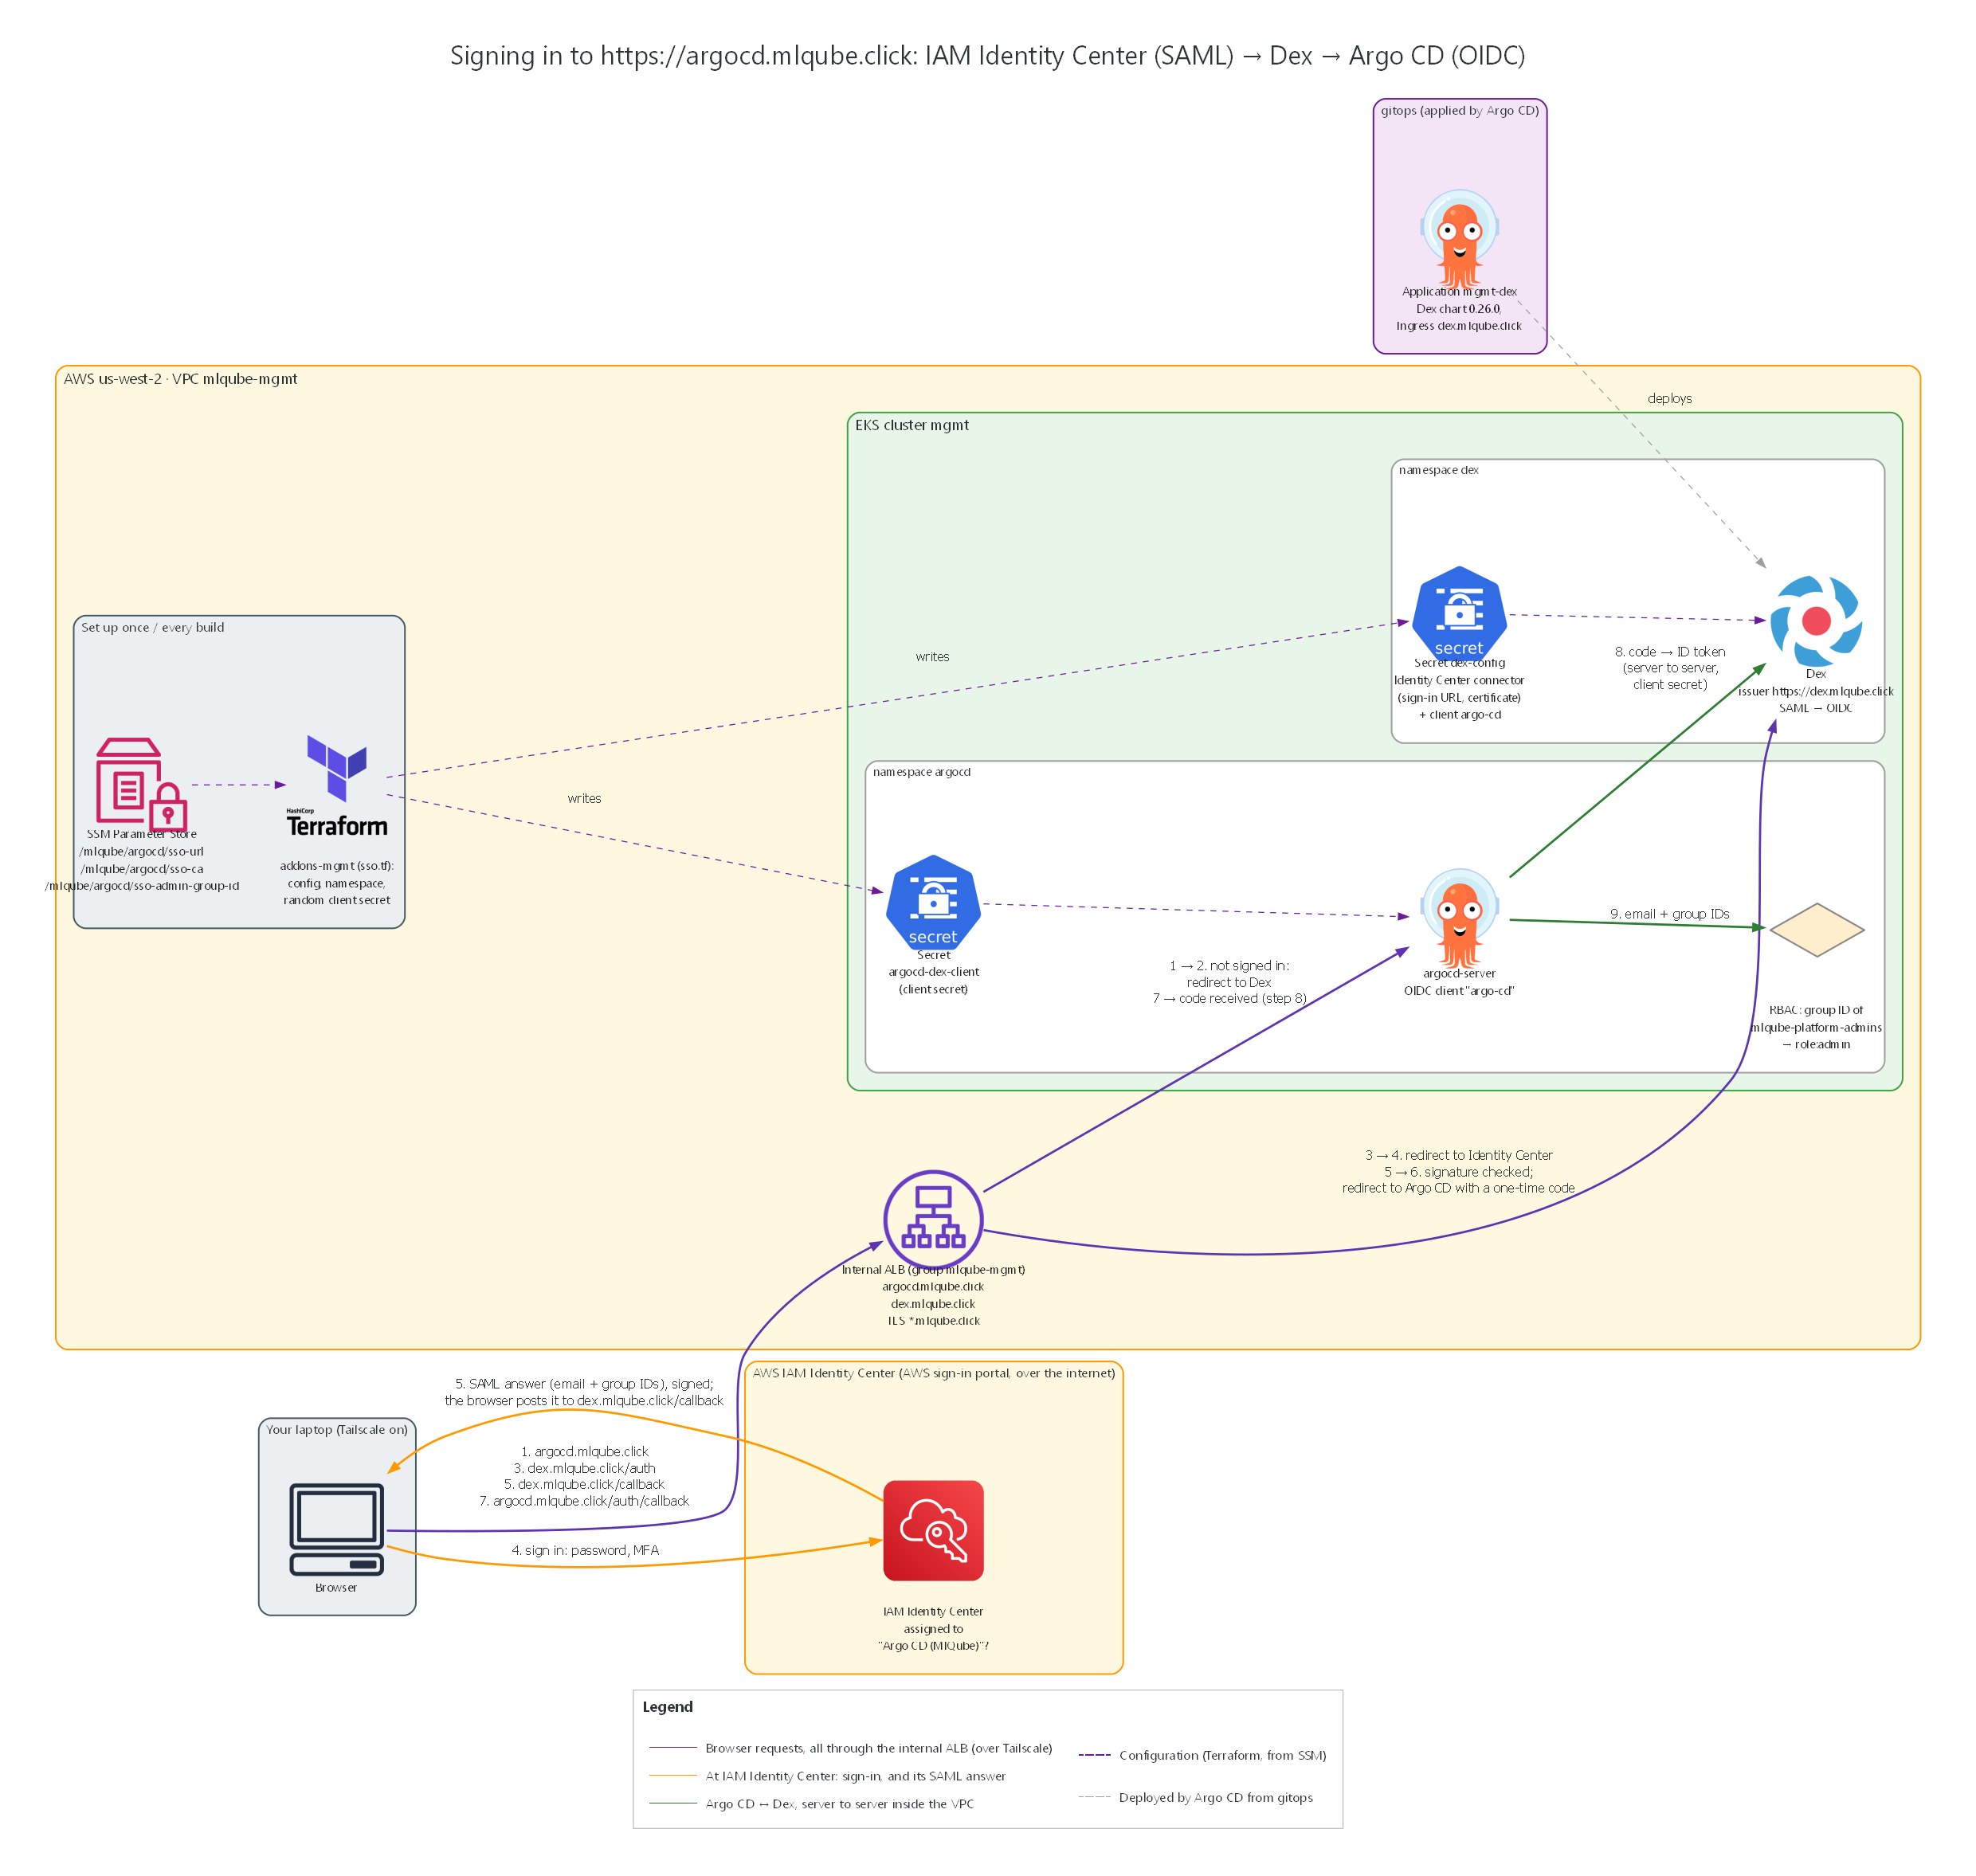 Signing in to https://argocd.mlqube.click: IAM Identity Center (SAML) → Dex → Argo CD (OIDC)
gitops (applied by Argo CD)
Application mgmt-dex
Dex chart 0.26.0,
Ingress dex.mlqube.click
AWS us-west-2 · VPC mlqube-mgmt
deploys
EKS cluster mgmt
namespace dex
secret
Secret dex-config
Identity Center connector
(sign-in URL, certificate)
+ client argo-cd
8. code → ID token
(server to server,
client secret)
Dex
issuer https://dex.mlqube.click
SAML → OIDC
Set up once / every build
writes
writes
SSM Parameter Store
/mlqube/argocd/sso-url
/mlqube/argocd/sso-ca
/mlqube/argocd/sso-admin-group-id
HashiCorp
Terraform
addons-mgmt (sso.tf):
config, namespace,
random client secret
namespace argocd
secret
Secret
argocd-dex-client
(client secret)
1 → 2. not signed in:
redirect to Dex
7 → code received (step 8)
argocd-server
OIDC client "argo-cd"
9. email + group IDs
RBAC: group ID of
mlqube-platform-admins
→ role:admin
3 → 4. redirect to Identity Center
5 → 6. signature checked;
redirect to Argo CD with a one-time code
Internal ALB (group mlqube-mgmt)
argocd.mlqube.click
dex.mlqube.click
TLS *.mlqube.click
AWS IAM Identity Center (AWS sign-in portal, over the internet)
5. SAML answer (email + group IDs), signed;
the browser posts it to dex.mlqube.click/callback
Your laptop (Tailscale on)
1. argocd.mlqube.click
3. dex.mlqube.click/auth
5. dex.mlqube.click/callback
7. argocd.mlqube.click/auth/callback
4. sign in: password, MFA
Browser
IAM Identity Center
assigned to
"Argo CD (MlQube)"?
Legend
Browser requests, all through the internal ALB (over Tailscale)
At IAM Identity Center: sign-in, and its SAML answer
Argo CD ↔ Dex, server to server inside the VPC
Configuration (Terraform, from SSM)
Deployed by Argo CD from gitops